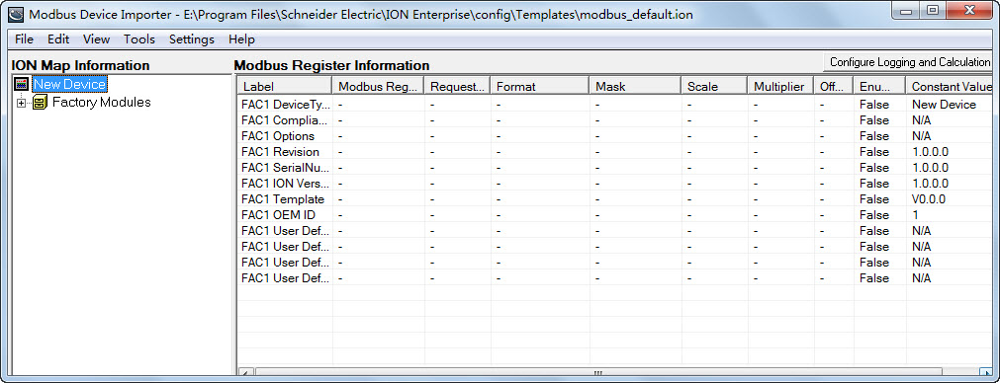 Modbus Device Importer - E:\Program Files\Schneider Electric\ION Enterprise\config\Templates\modbus_default.ion
File Edit View Tools Settings Help
ION Map Information
New Device
Factory Modules
Modbus Register Information
Configure Logging and Calculation
Label Modbus Reg... Request... Format Mask Scale Multiplier Off... Enu... Constant Value
FAC1 DeviceTy... - - - - - - - False New Device
FAC1 Complia... - - - - - - - False N/A
FAC1 Options - - - - - - - False N/A
FAC1 Revision - - - - - - - False 1.0.0.0
FAC1 SerialNu... - - - - - - - False 1.0.0.0
FAC1 ION Vers... - - - - - - - False 1.0.0.0
FAC1 Template - - - - - - - False V0.0.0
FAC1 OEM ID - - - - - - - False 1
FAC1 User Def... - - - - - - - False N/A
FAC1 User Def... - - - - - - - False N/A
FAC1 User Def... - - - - - - - False N/A
FAC1 User Def... - - - - - - - False N/A